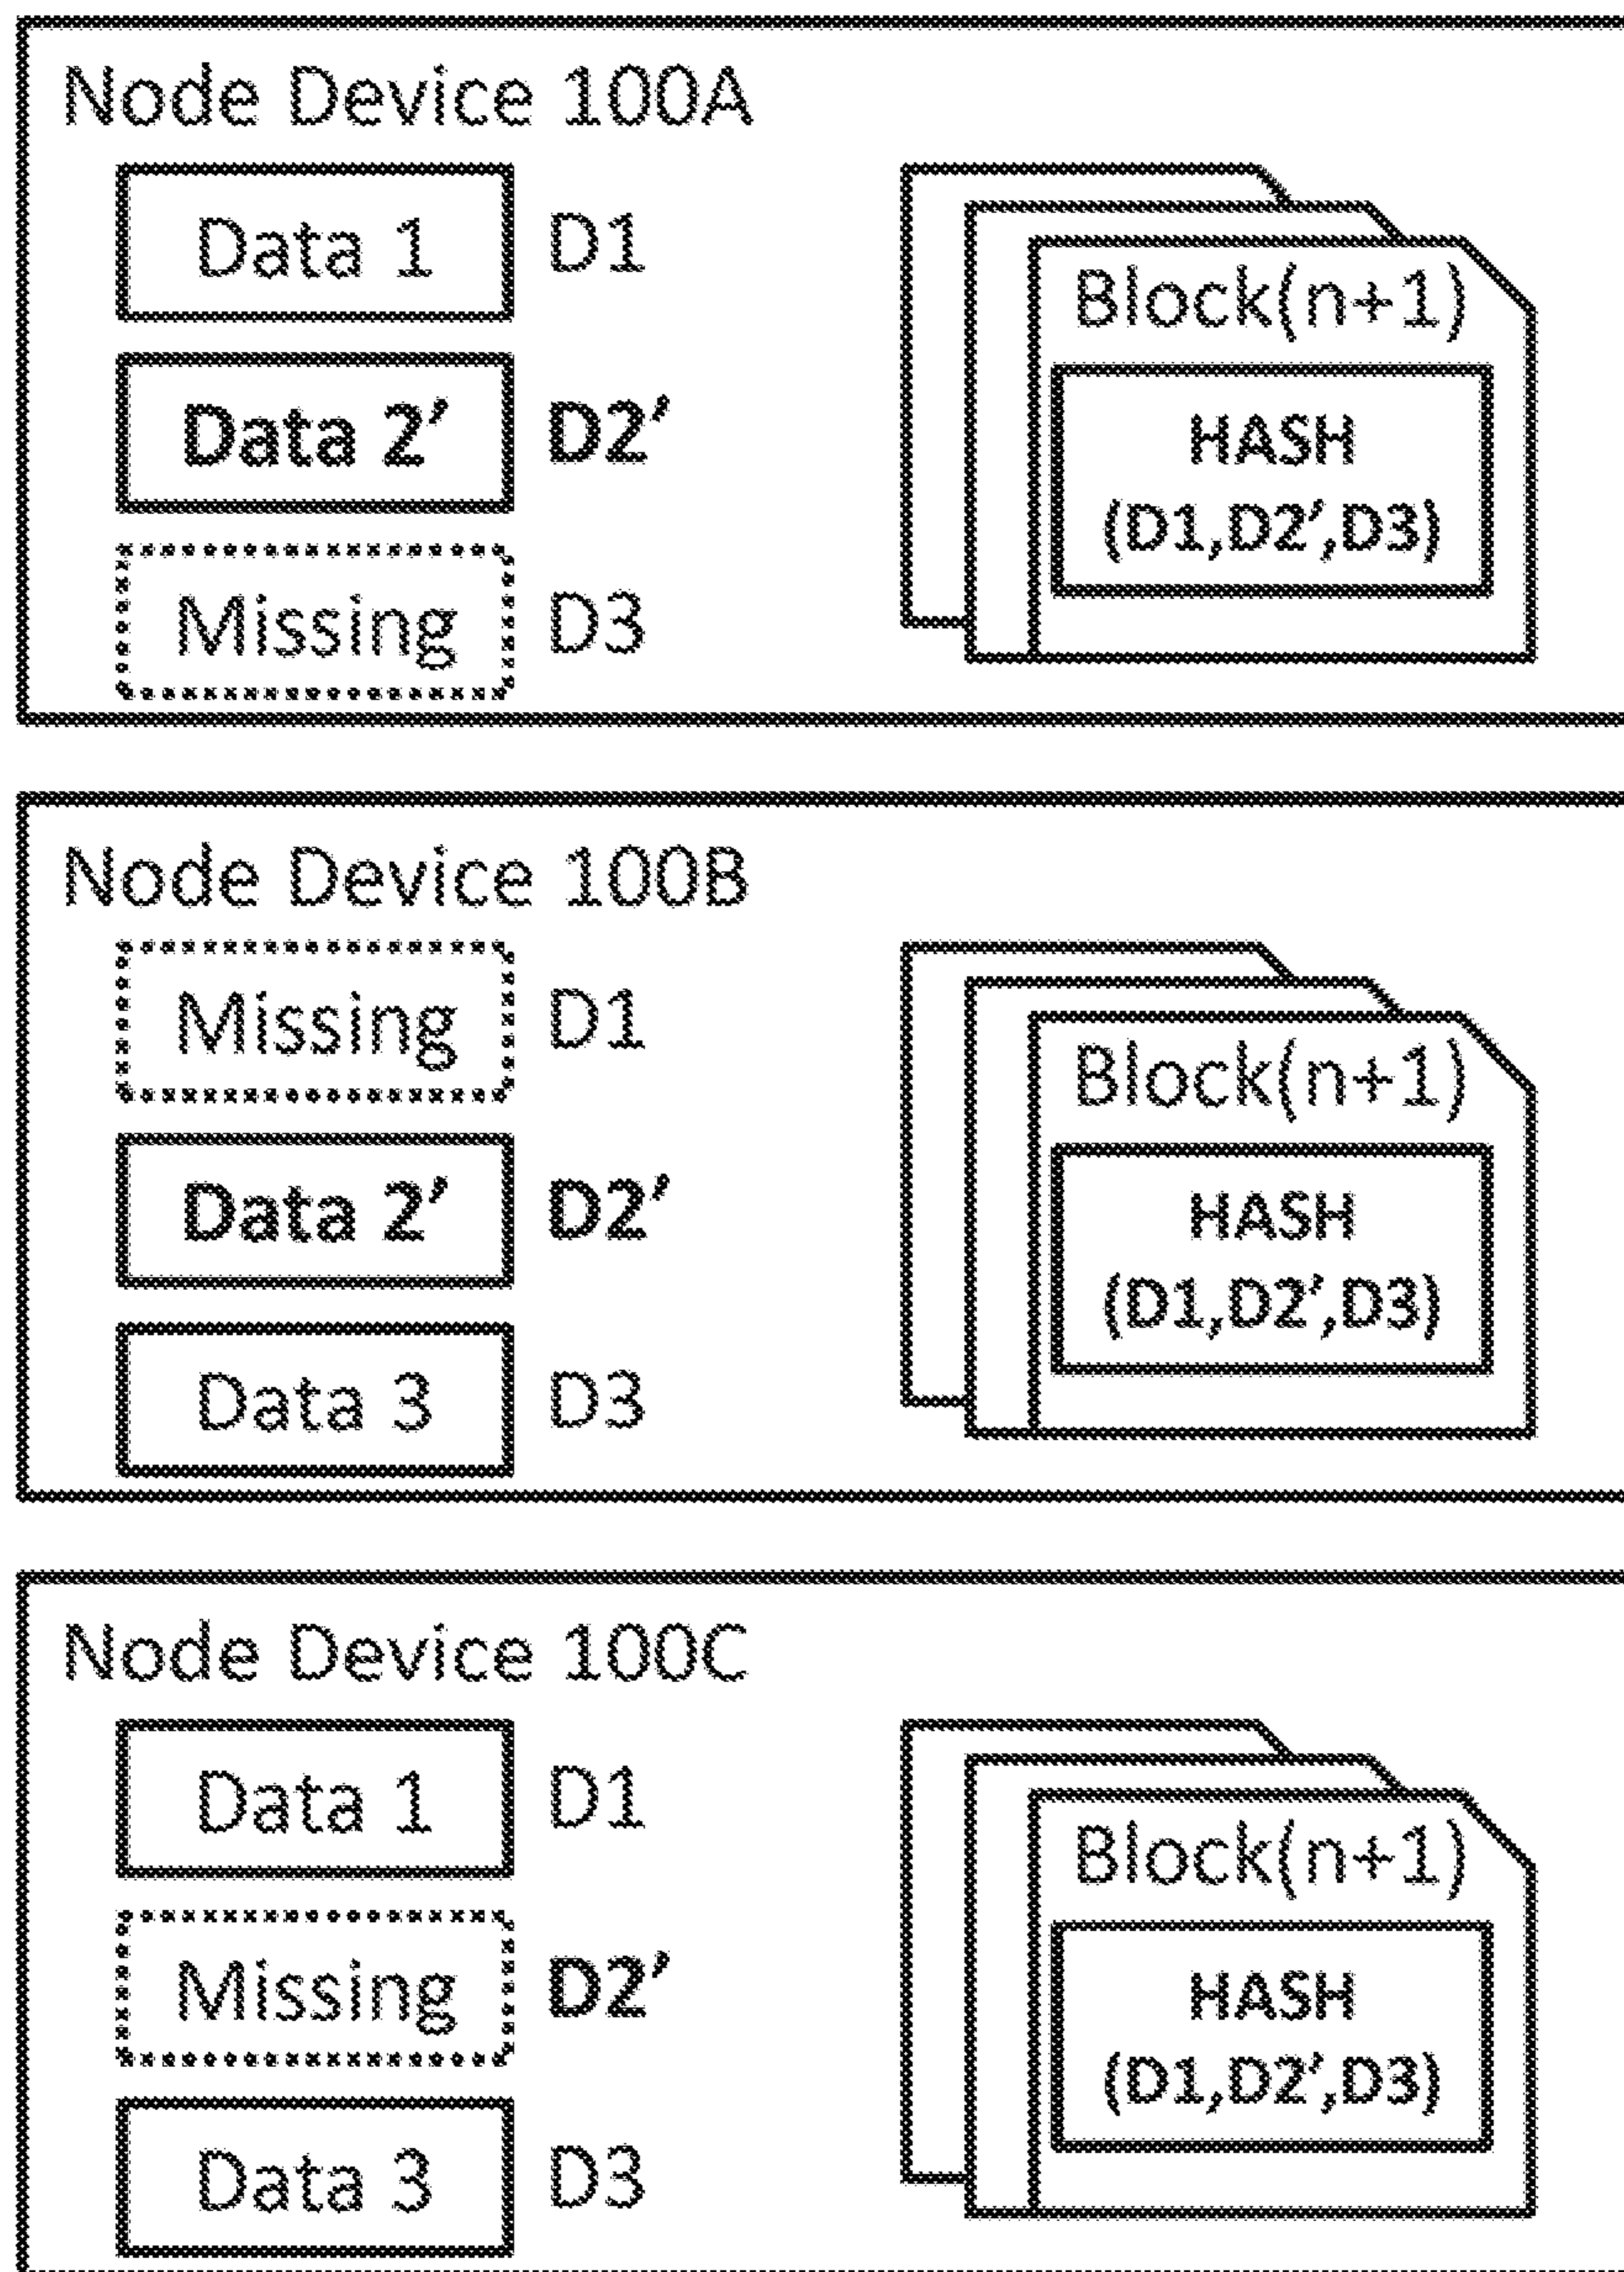 Node Device 100A
Data 1 D1
Data 2’ D2’
Missing D3
Block(n+1)
HASH
(D1,D2’,D3)
Node Device 100B
Missing D1
Data 2’ D2’
Data 3 D3
Block(n+1)
HASH
(D1,D2’,D3)
Node Device 100C
Data 1 D1
Missing D2’
Data 3 D3
Block(n+1)
HASH
(D1,D2’,D3)